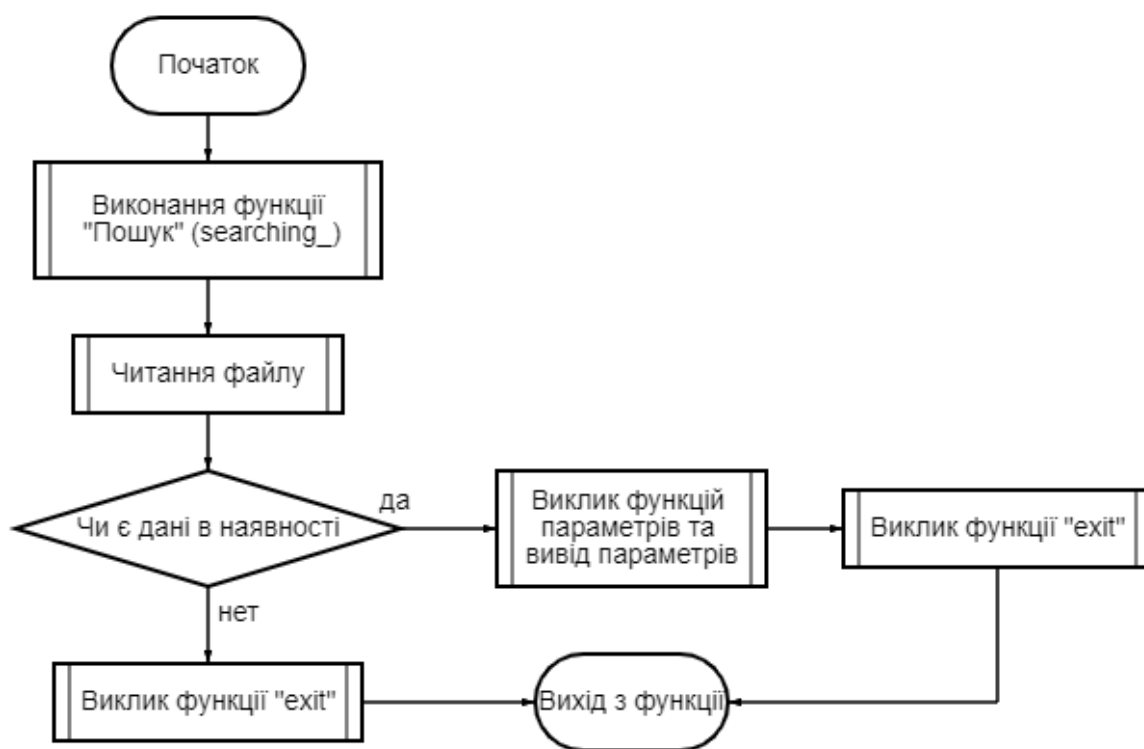 Початок
Виконання функції
"Пошук" (searching_)
Читання файлу
Чи є дані в наявності
да
Виклик функцій
параметрів та
вивід параметрів
Виклик функції "exit"
нет
Виклик функції "exit"
Вихід з функції